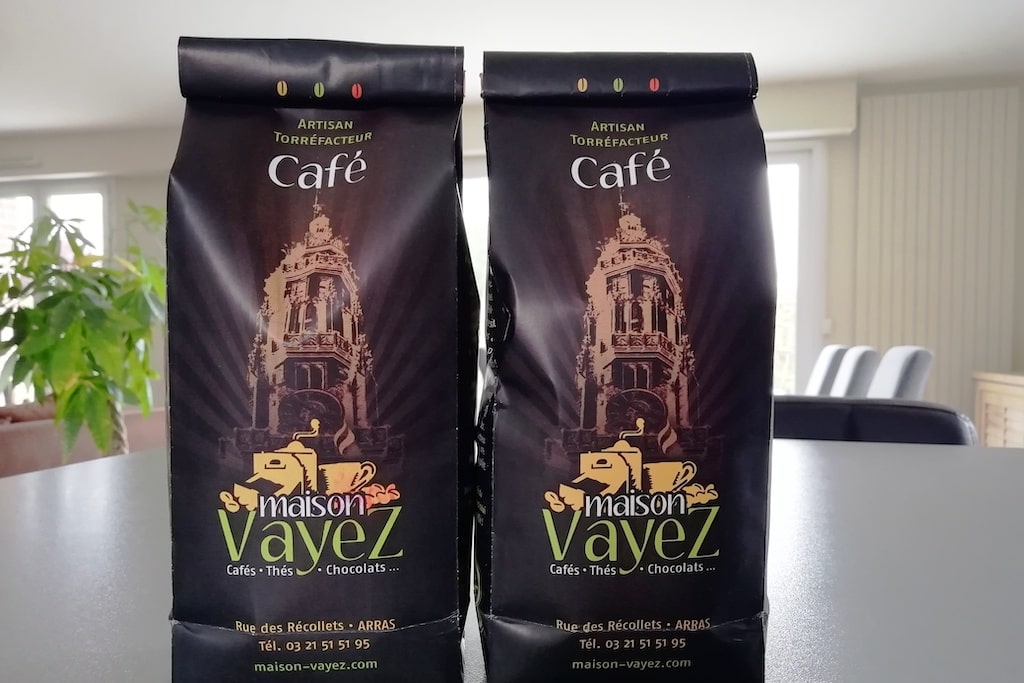 Artisan
Torréfacteur
Café
maison
VayeZ
Cafés • Thés • Chocolats ...
Rue des Récollets • ARRAS
Tél. 03 21 51 51 95
maison-vayez.com
Artisan
Torréfacteur
Café
maison
VayeZ
Cafés • Thés • Chocolats ...
Rue des Récollets • ARRAS
Tél. 03 21 51 51 95
maison-vayez.com